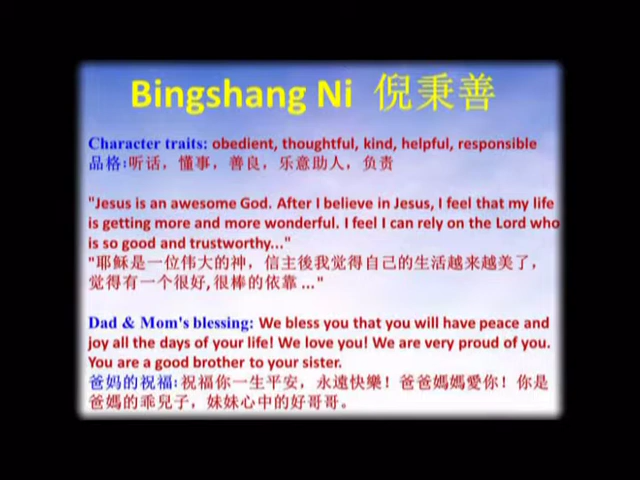 Bingshang Ni 倪秉善
Character traits: obedient, thoughtful, kind, helpful, responsible
品格:听话，懂事，善良，乐意助人，负责
"Jesus is an awesome God. After I believe in Jesus, I feel that my life
is getting more and more wonderful. I feel I can rely on the Lord who
is so good and trustworthy..."
"耶稣是一位伟大的神，信主後我觉得自己的生活越来越美了，
觉得有一个很好,很棒的依靠 ..."
Dad & Mom's blessing: We bless you that you will have peace and
joy all the days of your life! We love you! We are very proud of you.
You are a good brother to your sister.
爸妈的祝福:祝福你一生平安，永遠快樂！爸爸媽媽愛你！你是
爸媽的乖兒子，妹妹心中的好哥哥。